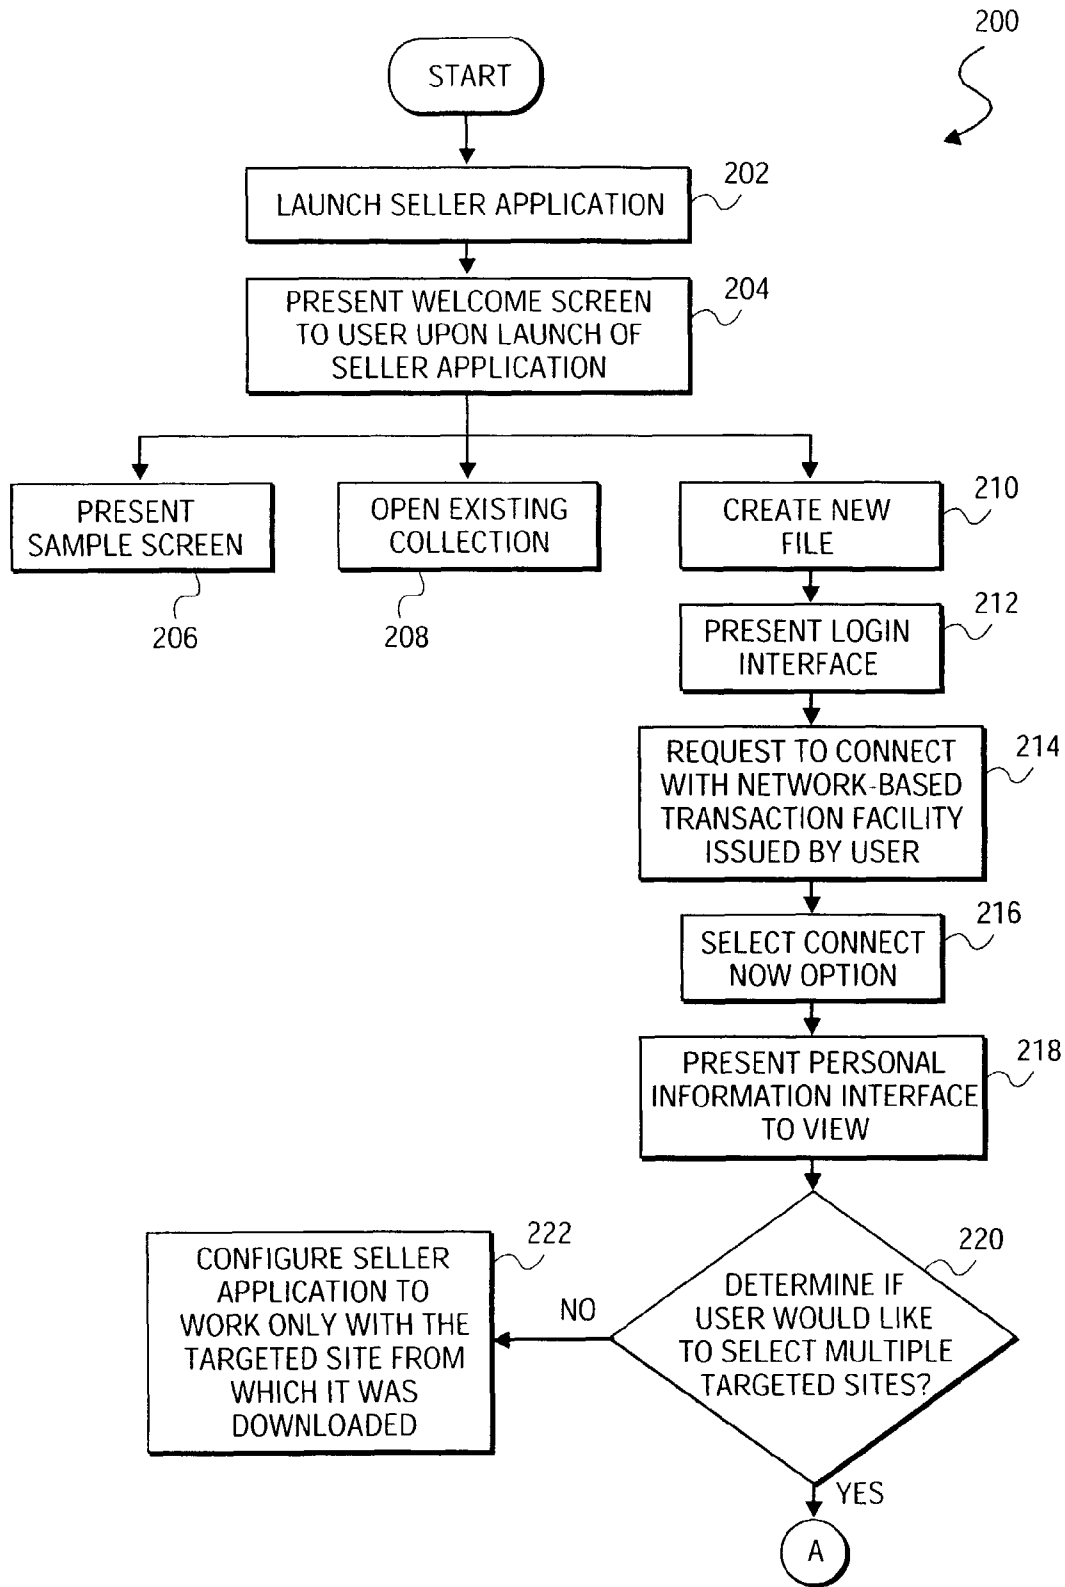 200
START
202
LAUNCH SELLER APPLICATION
204
PRESENT WELCOME SCREEN
TO USER UPON LAUNCH OF
SELLER APPLICATION
PRESENT
SAMPLE SCREEN
206
OPEN EXISTING
COLLECTION
208
210
CREATE NEW
FILE
212
PRESENT LOGIN
INTERFACE
214
REQUEST TO CONNECT
WITH NETWORK-BASED
TRANSACTION FACILITY
ISSUED BY USER
216
SELECT CONNECT
NOW OPTION
218
PRESENT PERSONAL
INFORMATION INTERFACE
TO VIEW
220
DETERMINE IF
USER WOULD LIKE
TO SELECT MULTIPLE
TARGETED SITES?
NO
222
CONFIGURE SELLER
APPLICATION TO
WORK ONLY WITH THE
TARGETED SITE FROM
WHICH IT WAS
DOWNLOADED
YES
A